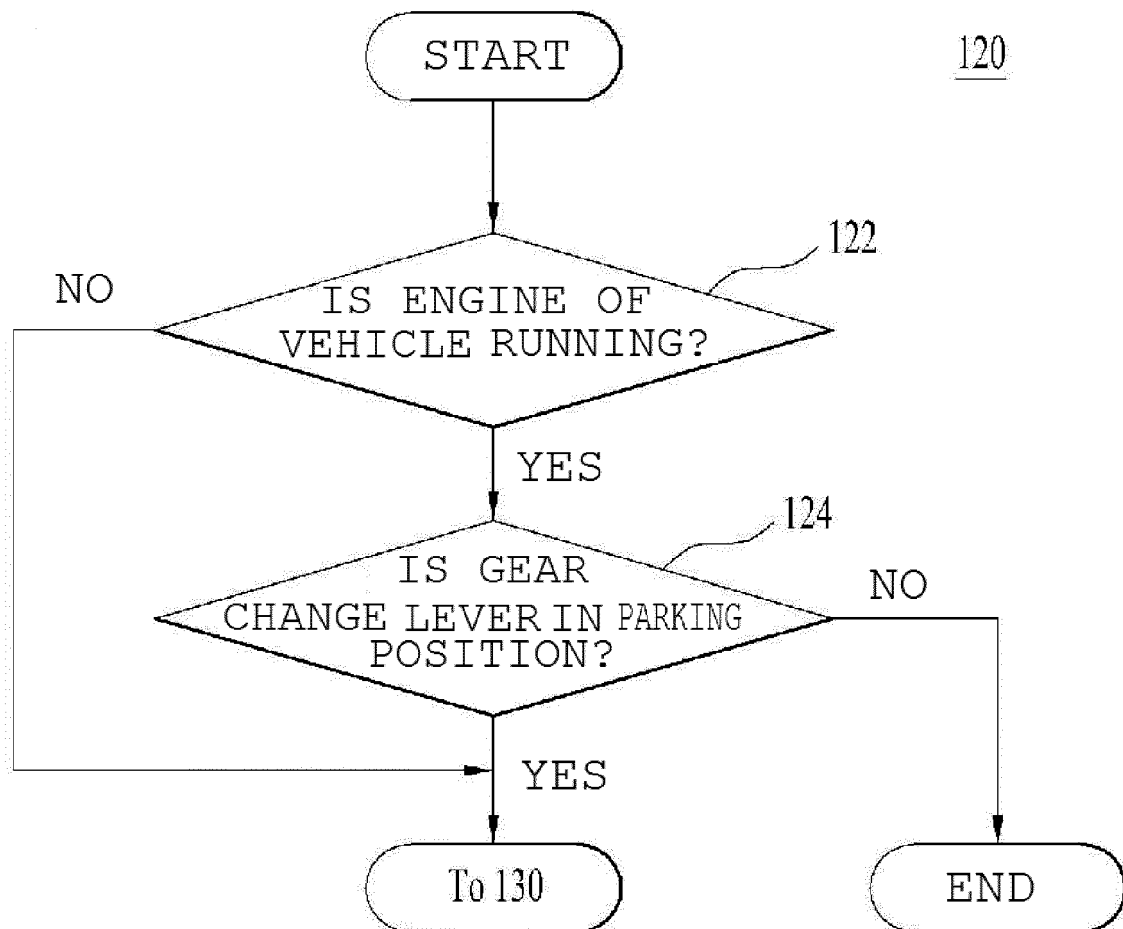 START
120
122
NO
IS ENGINE OF
VEHICLE RUNNING?
YES
124
IS GEAR
NO
CHANGE LEVER IN PARKING
POSITION?
YES
To 130
END